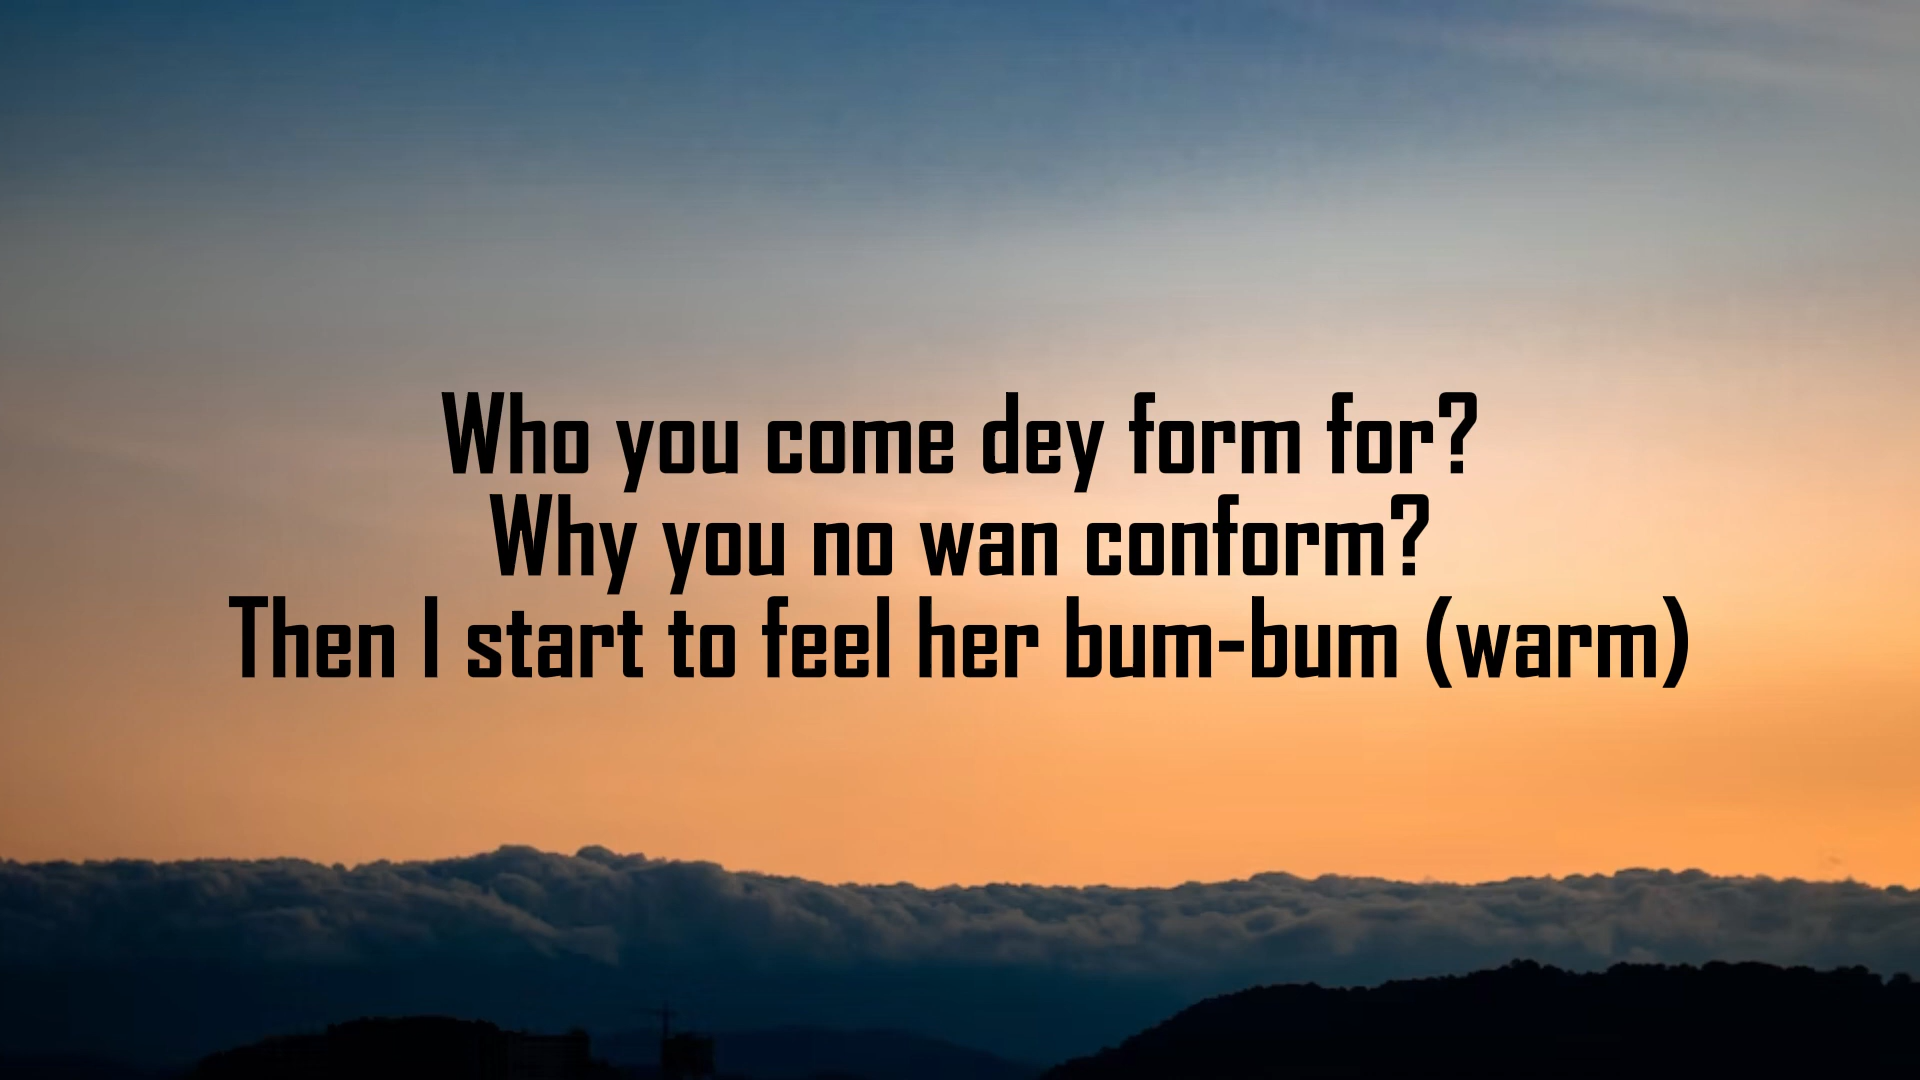 Who you come dey form for?
Why you no wan conform?
Then I start to feel her bum-bum (warm)